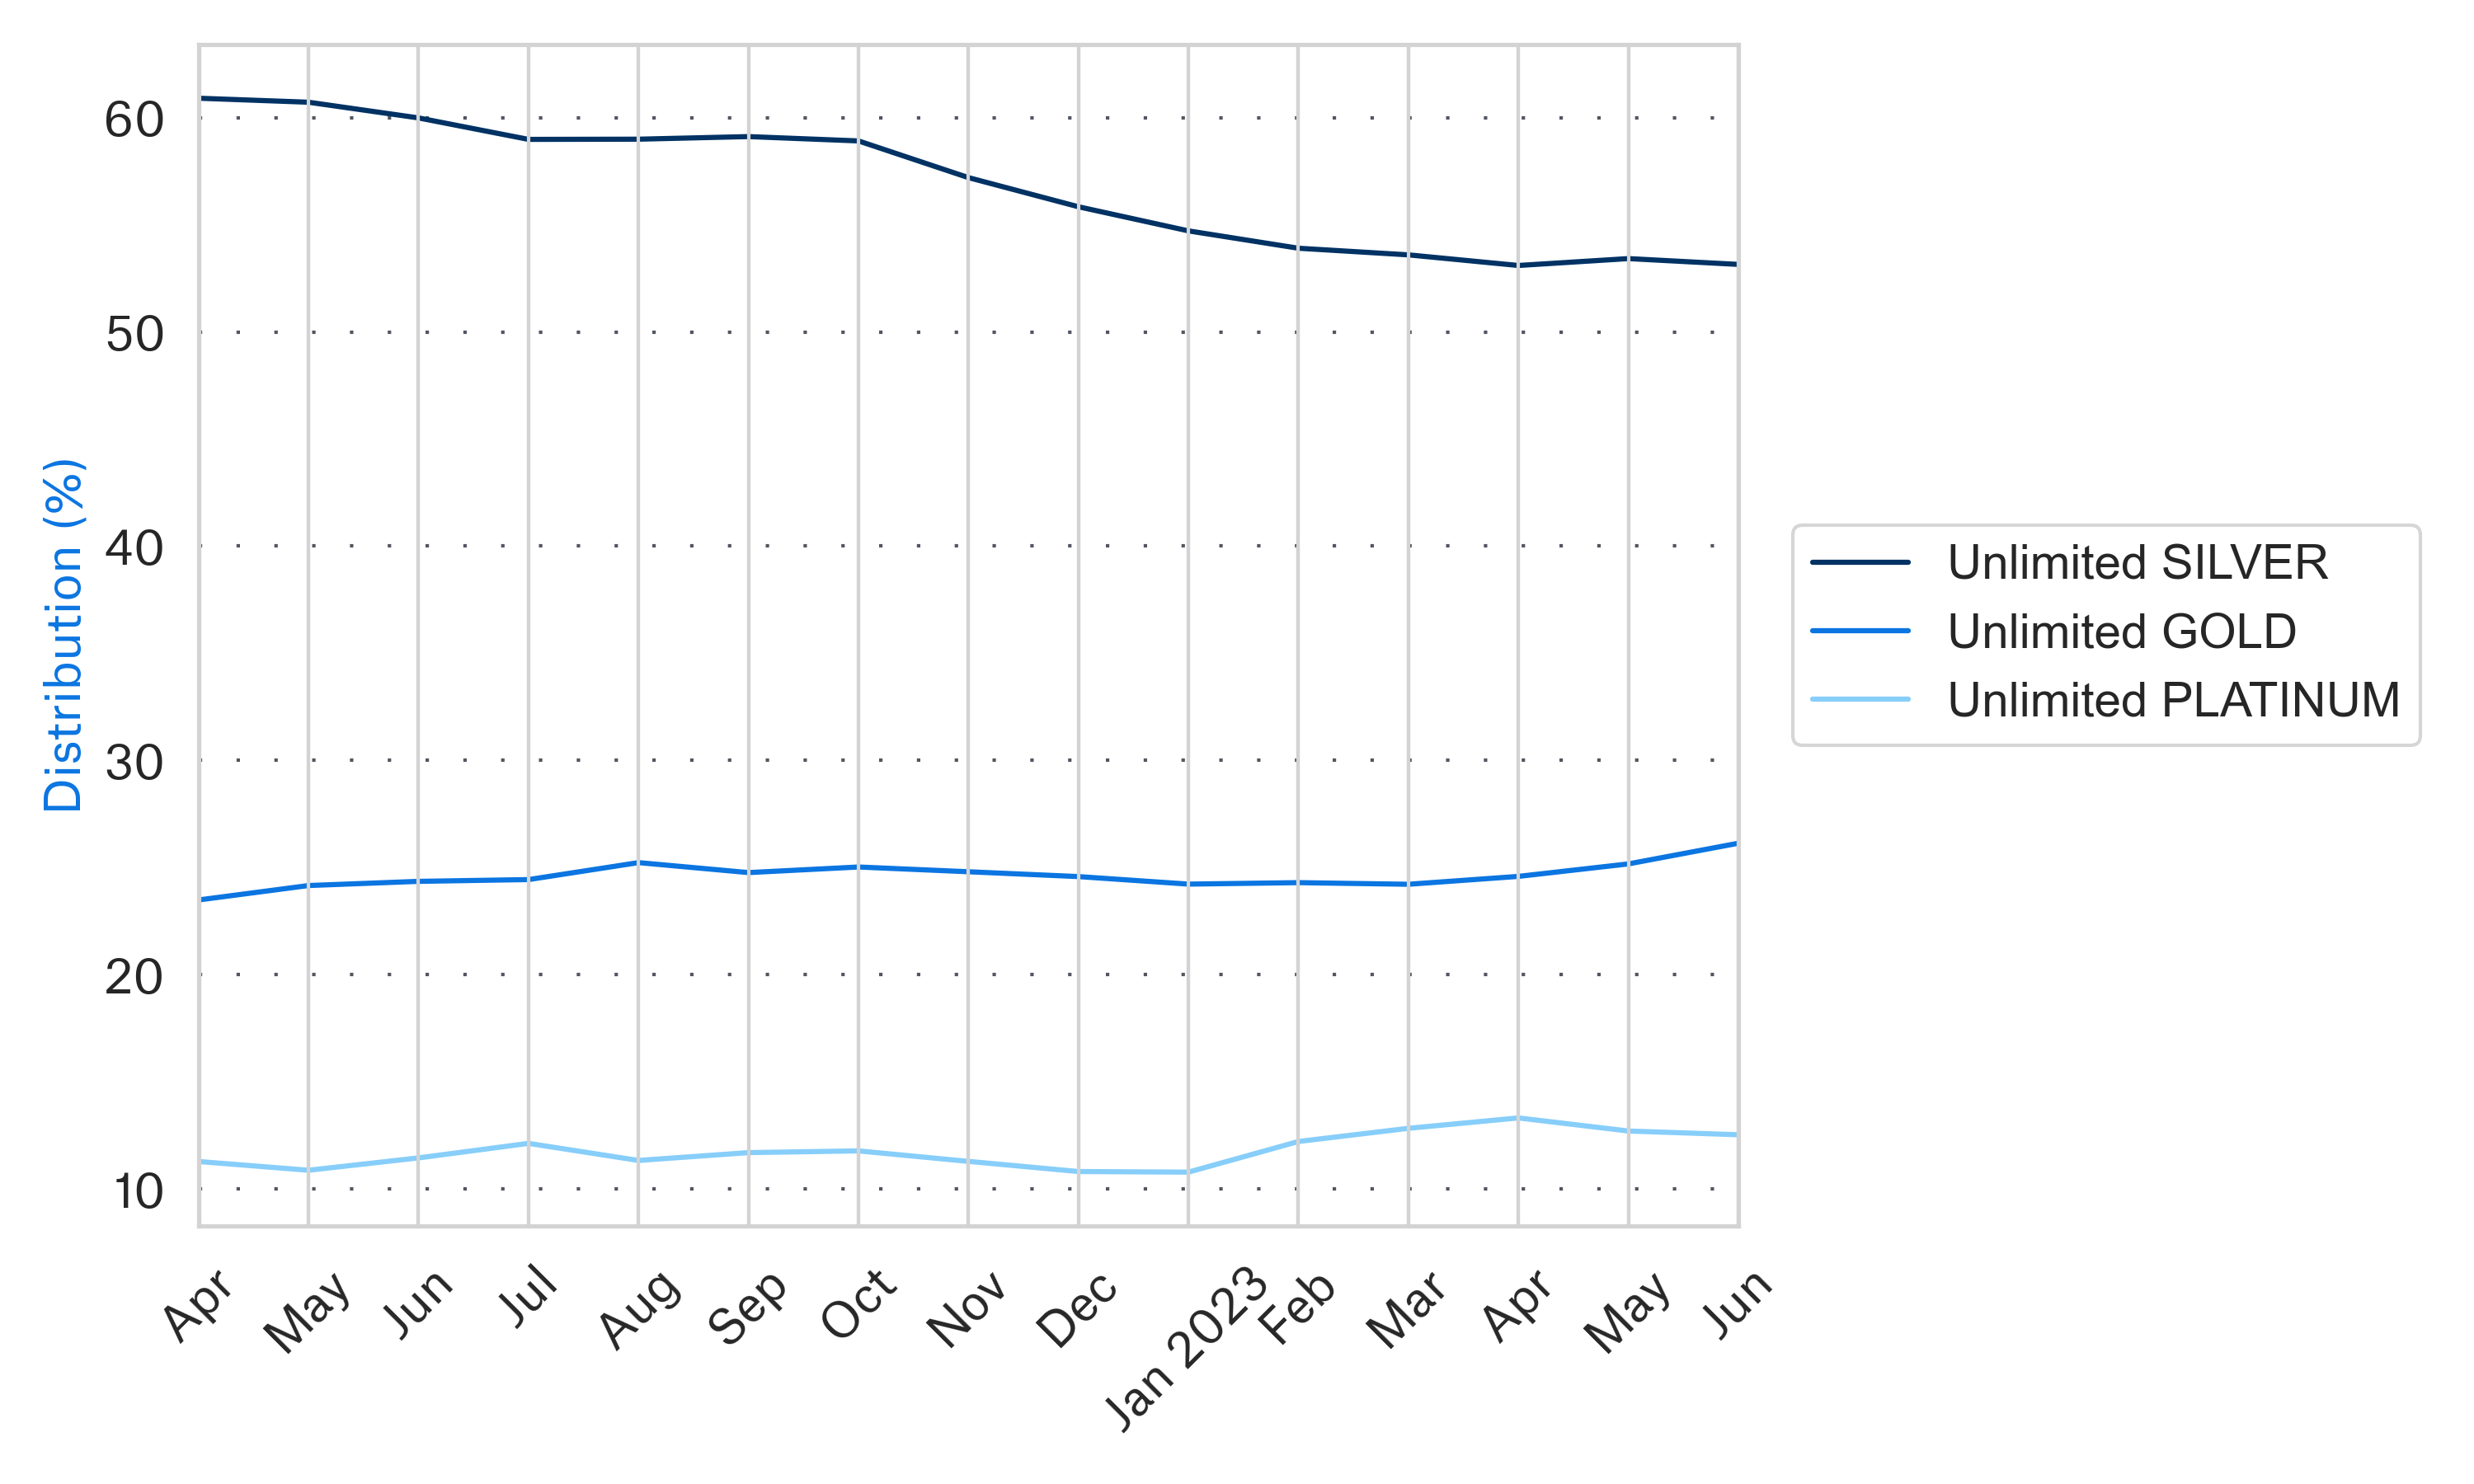 Distribution (%)
60
50
40
30
20
10
Apr
May
Jun
Jul
Aug
Sep
Oct
Nov
Dec
Jan 2023
Feb
Mar
Apr
May
Jun
Unlimited SILVER
Unlimited GOLD
Unlimited PLATINUM